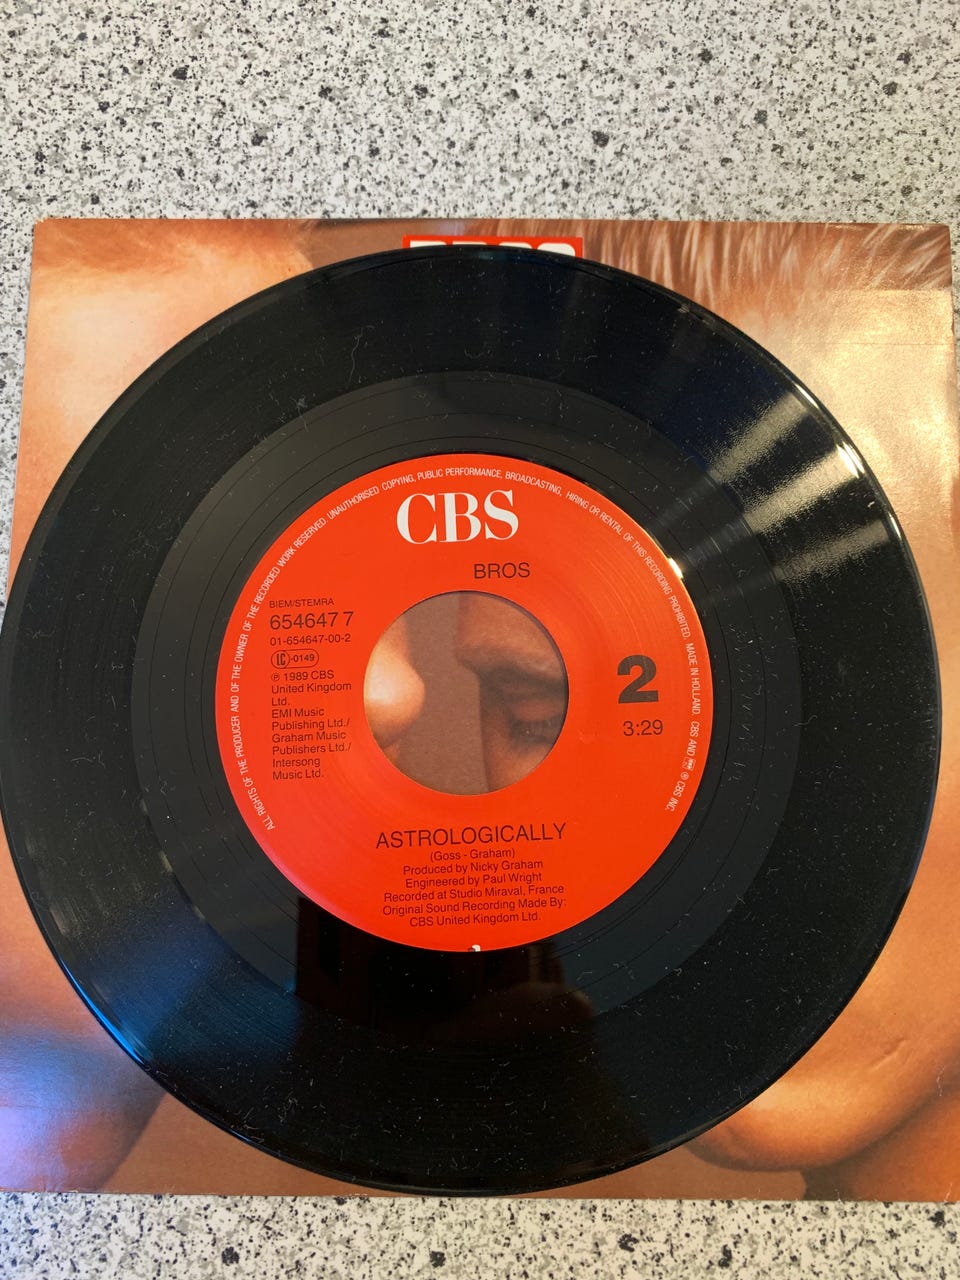 BROS
ALL RIGHTS OF THE PRODUCER AND OF THE OWNER OF THE RECORDED WORK RESERVED. UNAUTHORISED COPYING, PUBLIC PERFORMANCE, BROADCASTING, HIRING OR RENTAL OF THIS RECORDING PROHIBITED. MADE IN HOLLAND. CBS AND ® CBS INC.
CBS
BROS
BIEM/STEMRA
654647 7
01-654647-00-2
LC-0149
℗ 1989 CBS
United Kingdom
Ltd.
EMI Music
Publishing Ltd./
Graham Music
Publishers Ltd./
Intersong
Music Ltd.
2
3:29
ASTROLOGICALLY
(Goss - Graham)
Produced by Nicky Graham
Engineered by Paul Wright
Recorded at Studio Miraval, France
Original Sound Recording Made By:
CBS United Kingdom Ltd.